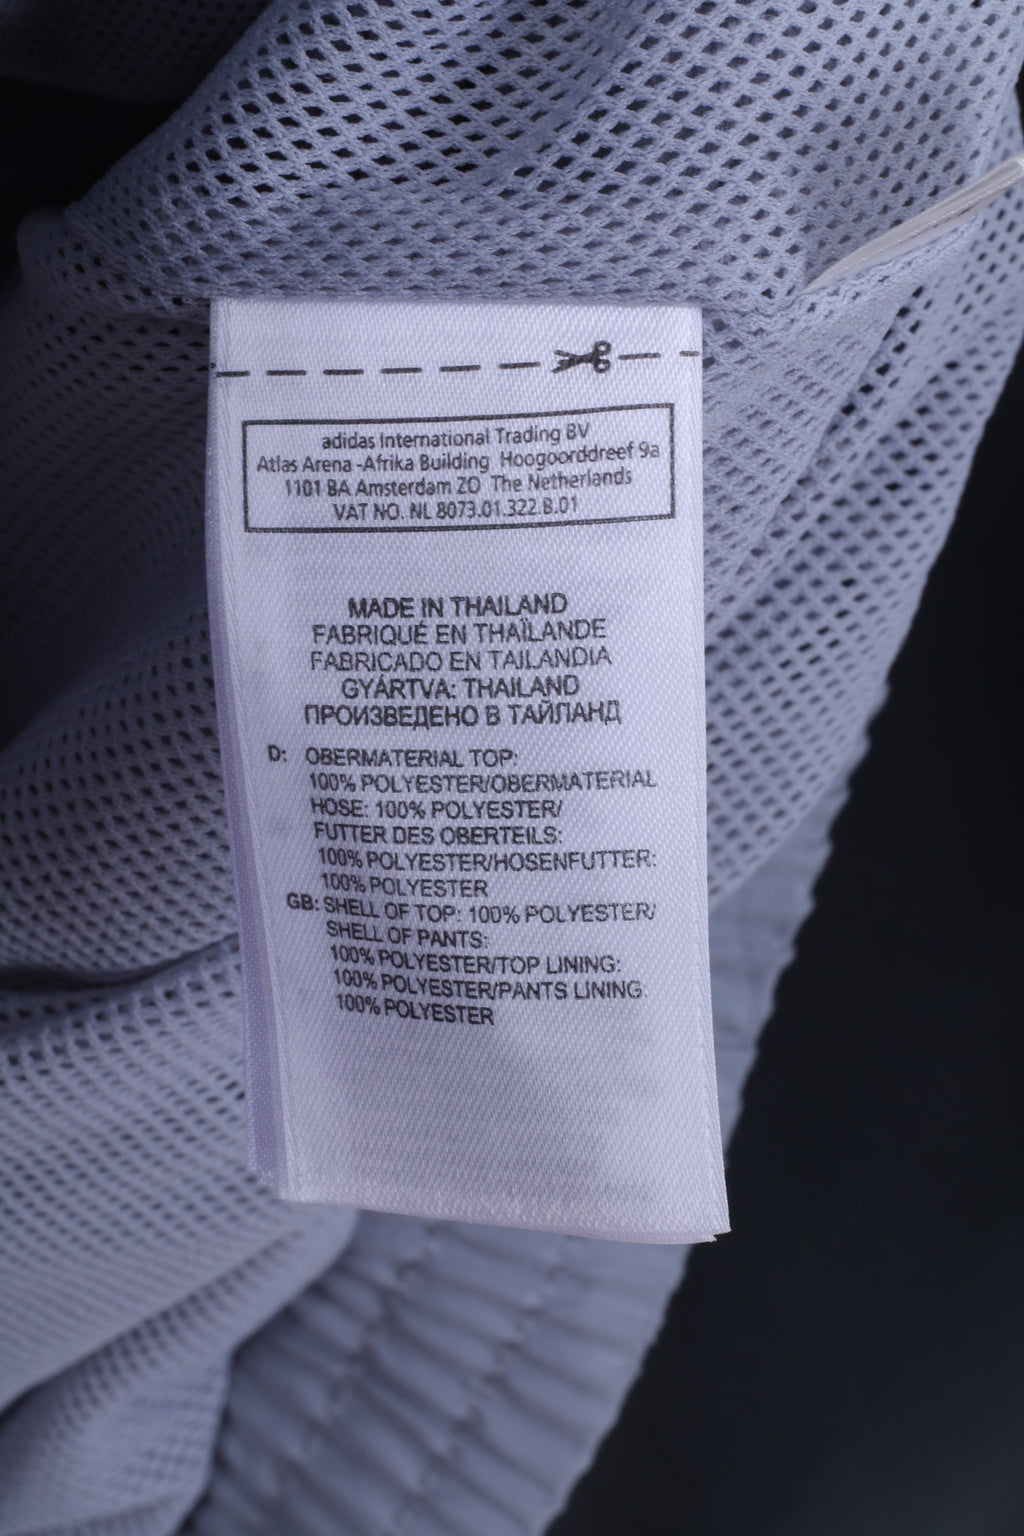 adidas International Trading BV
Atlas Arena -Afrika Building Hoogoorddreef 9a
1101 BA Amsterdam ZO The Netherlands
VAT NO. NL 8073.01.322.B.01
MADE IN THAILAND
FABRIQUÉ EN THAÏLANDE
FABRICADO EN TAILANDIA
GYÁRTVA: THAILAND
ПРОИЗВЕДЕНО В ТАЙЛАНД
D: OBERMATERIAL TOP:
100% POLYESTER/OBERMATERIAL
HOSE: 100% POLYESTER/
FUTTER DES OBERTEILS:
100% POLYESTER/HOSENFUTTER:
100% POLYESTER
GB: SHELL OF TOP: 100% POLYESTER/
SHELL OF PANTS:
100% POLYESTER/TOP LINING:
100% POLYESTER/PANTS LINING:
100% POLYESTER